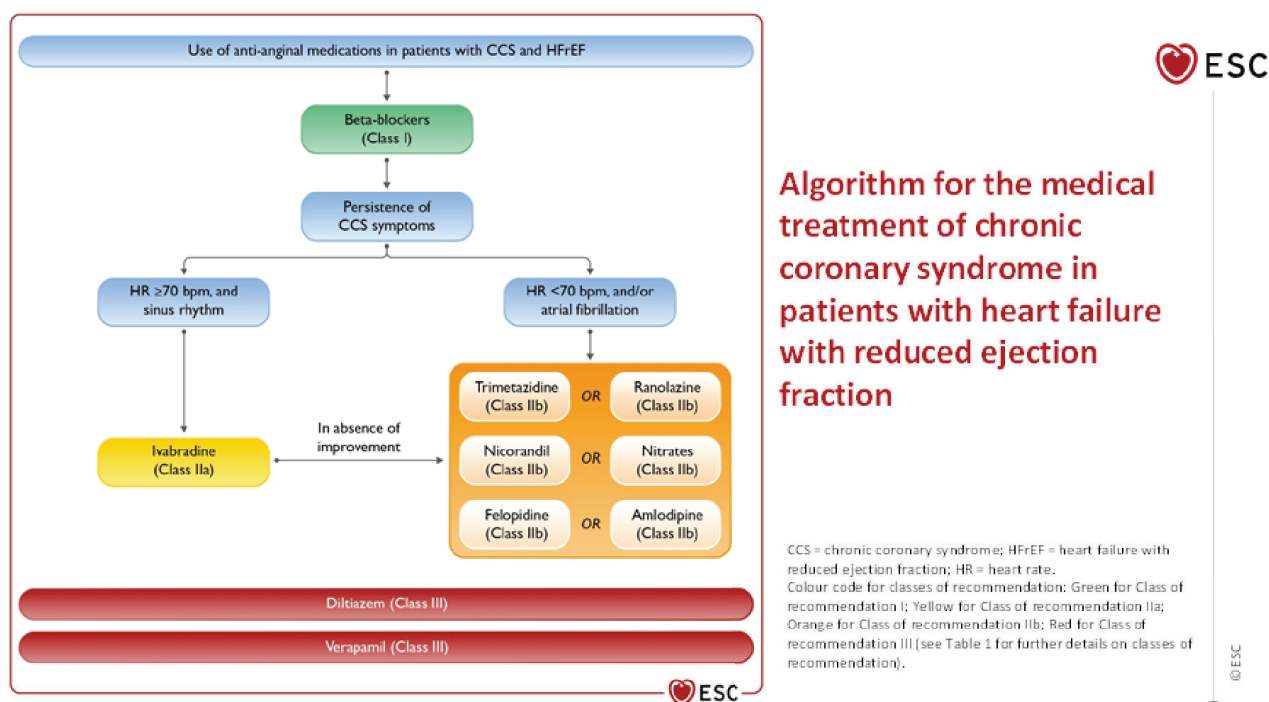 Use of anti-anginal medications in patients with CCS and HFrEF
Beta-blockers
(Class I)
Persistence of
CCS symptoms
HR ≥70 bpm, and
sinus rhythm
HR <70 bpm, and/or
atrial fibrillation
Ivabradine
(Class IIa)
In absence of
improvement
Trimetazidine
(Class IIb)
OR
Ranolazine
(Class IIb)
Nicorandil
(Class IIb)
OR
Nitrates
(Class IIb)
Felopidine
(Class IIb)
OR
Amlodipine
(Class IIb)
Diltiazem (Class III)
Verapamil (Class III)
ESC
ESC
Algorithm for the medical
treatment of chronic
coronary syndrome in
patients with heart failure
with reduced ejection
fraction
CCS = chronic coronary syndrome; HFrEF = heart failure with
reduced ejection fraction; HR = heart rate.
Colour code for classes of recommendation: Green for Class of
recommendation I; Yellow for Class of recommendation IIa;
Orange for Class of recommendation IIb; Red for Class of
recommendation III (see Table 1 for further details on classes of
recommendation).
©ESC